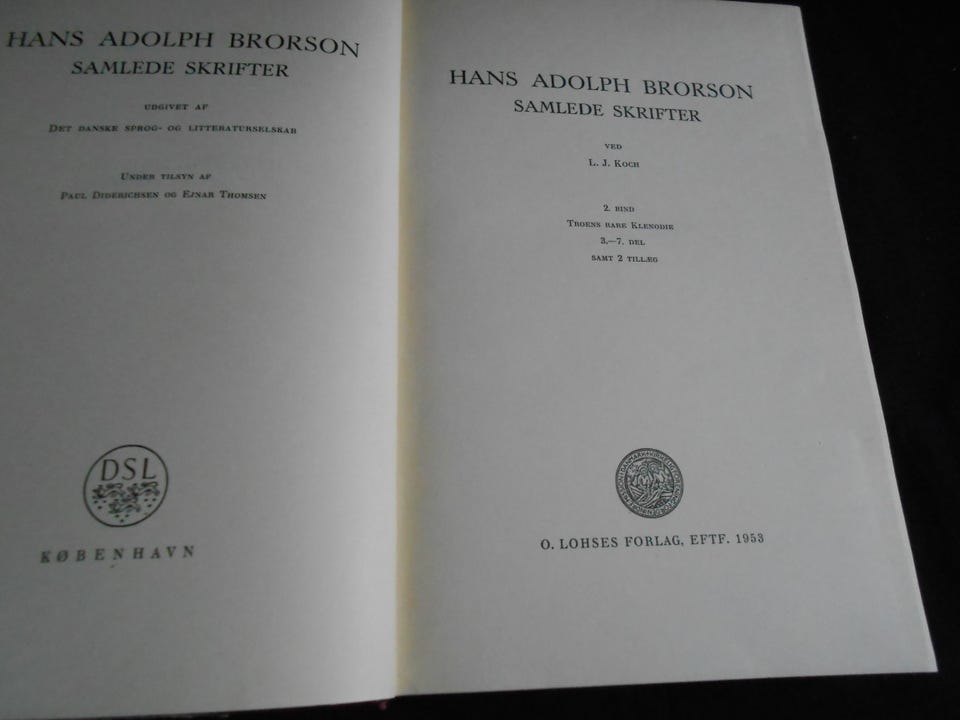 HANS ADOLPH BRORSON
SAMLEDE SKRIFTER
UDGIVET AF
DET DANSKE SPROG- OG LITTERATURSELSKAB
UNDER TILSYN AF
PAUL DIDERICHSEN OG EJNAR THOMSEN
DSL
KØBENHAVN
HANS ADOLPH BRORSON
SAMLEDE SKRIFTER
VED
L. J. KOCH
2. BIND
TROENS RARE KLENODIE
3.—7. DEL
SAMT 2 TILLÆG
O. LOHSES FORLAG, EFTF. 1953